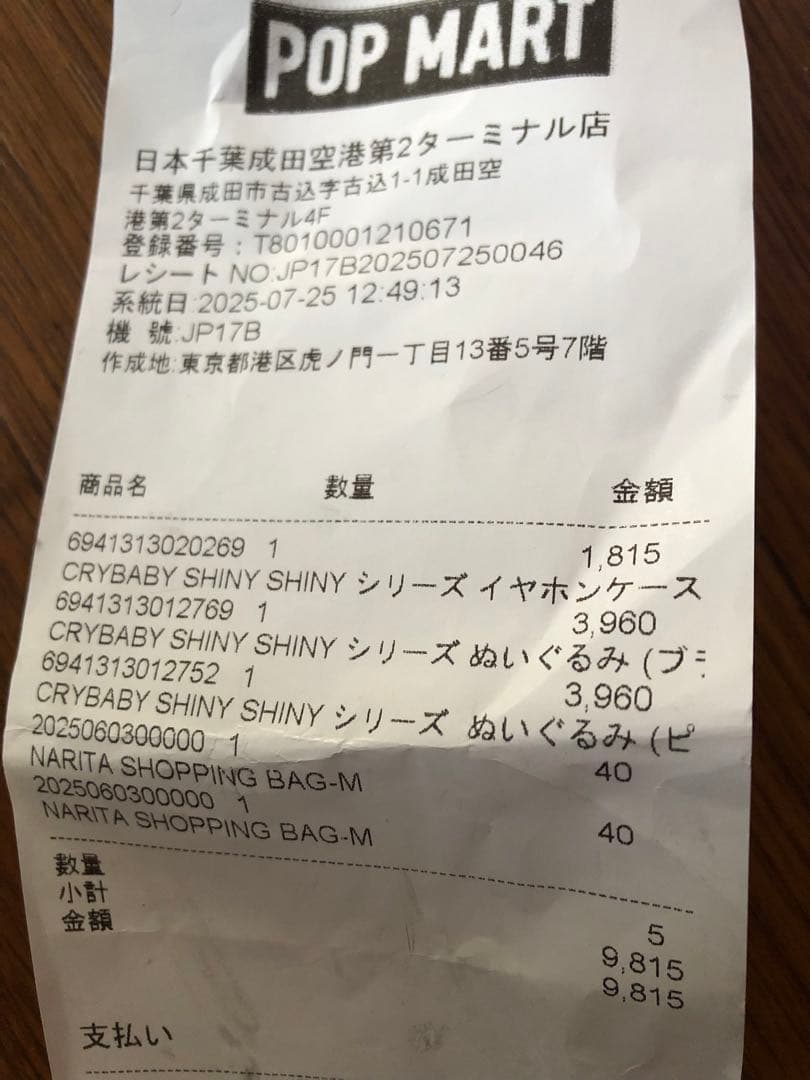 POP MART
日本千葉成田空港第2ターミナル店
千葉県成田市古込字古込1-1成田空
港第2ターミナル4F
登録番号：T8010001210671
レシート NO:JP17B202507250046
系統日:2025-07-25 12:49:13
機 號:JP17B
作成地:東京都港区虎ノ門一丁目13番5号7階
商品名 数量 金額
6941313020269 1 1,815
CRYBABY SHINY SHINY シリーズ イヤホンケース
6941313012769 1 3,960
CRYBABY SHINY SHINY シリーズ ぬいぐるみ (ブ
6941313012752 1 3,960
CRYBABY SHINY SHINY シリーズ ぬいぐるみ (ピ
2025060300000 1 40
NARITA SHOPPING BAG-M
2025060300000 1 40
NARITA SHOPPING BAG-M
数量 5
小計 9,815
金額 9,815
支払い